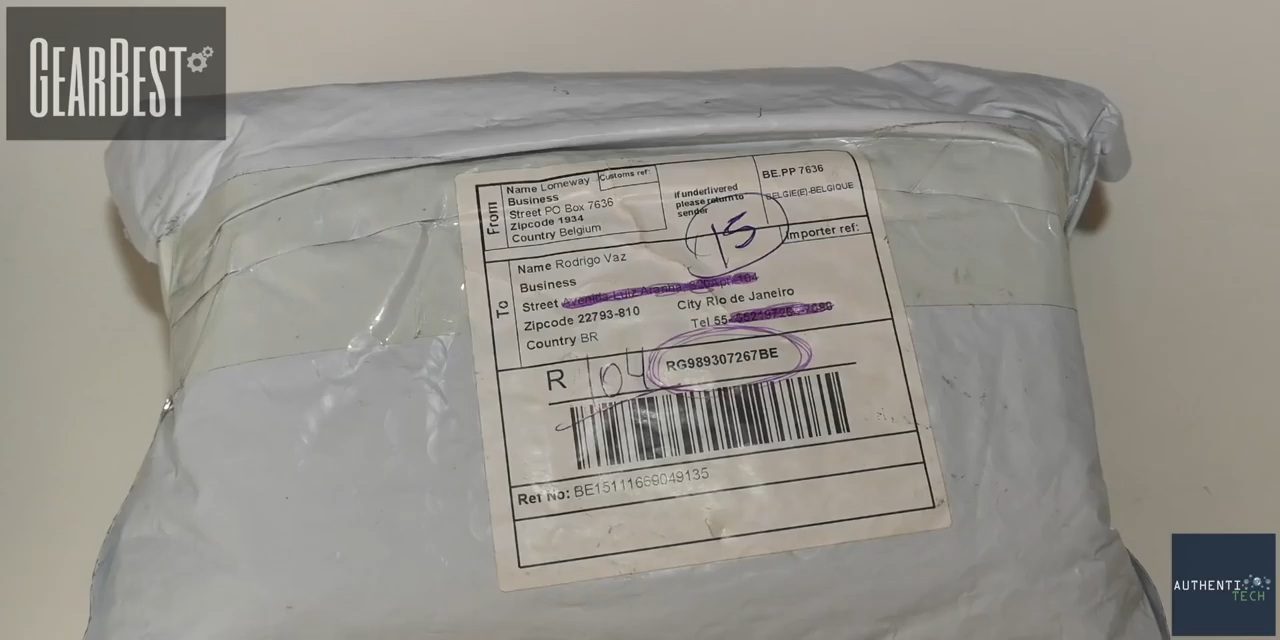 GEARBEST
From
Name Lomeway
Customs ref:
Business
Street PO Box 7636
Zipcode 1934
Country Belgium
if underlivered
please return to
sender
BE.PP 7636
BELGIE(E)-BELGIQUE
15
Importer ref:
To
Name Rodrigo Vaz
Business
Street
Zipcode 22793-810
City Rio de Janeiro
Country BR
Tel 55-
R
104
RG989307267BE
Ref No: BE15111669049135
AUTHENTI
TECH